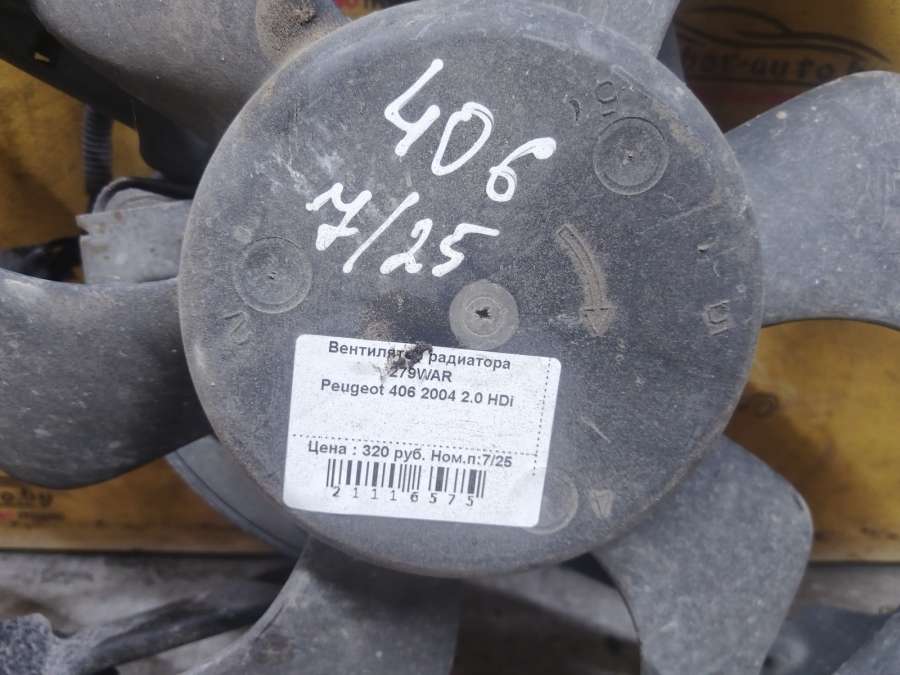 406
7/25
Вентилятор радиатора
279WAR
Peugeot 406 2004 2.0 HDi
Цена : 320 руб. Ном.п:7/25
21116575